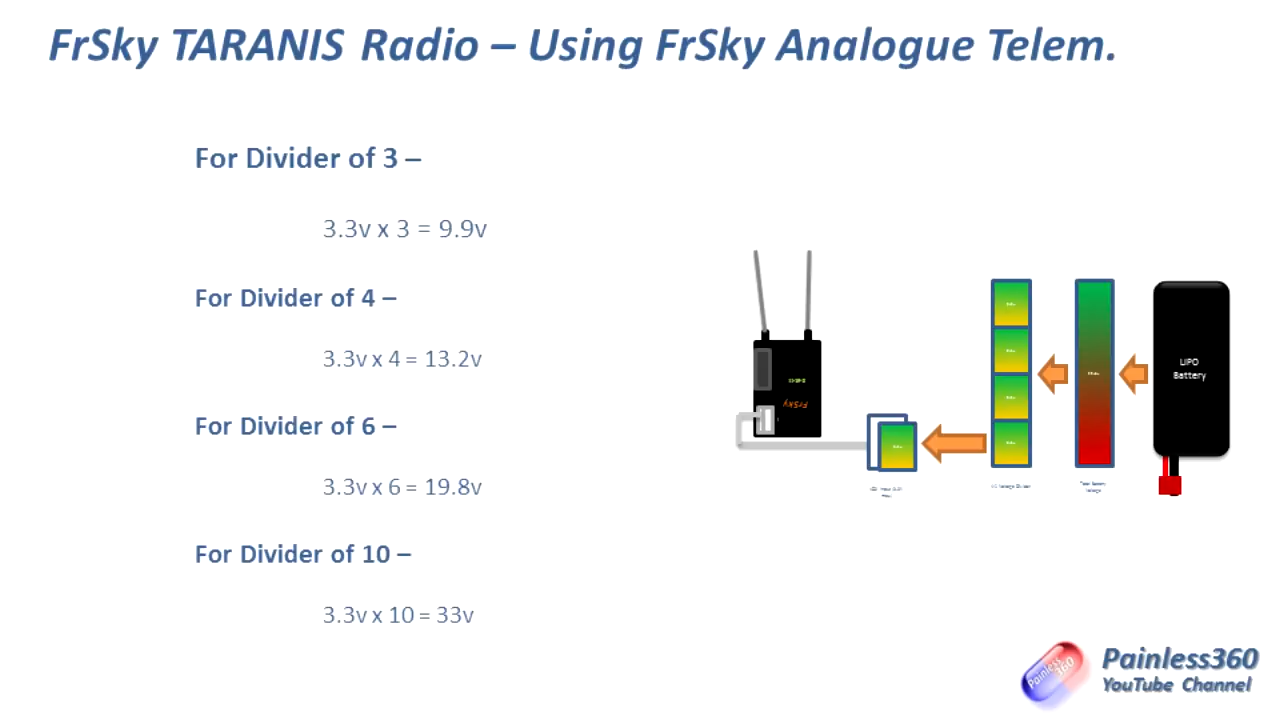 FrSky TARANIS Radio – Using FrSky Analogue Telem.
For Divider of 3 –
3.3v x 3 = 9.9v
For Divider of 4 –
3.3v x 4 = 13.2v
For Divider of 6 –
3.3v x 6 = 19.8v
For Divider of 10 –
3.3v x 10 = 33v
LIPO
Battery
FrSky
Painless
360
Painless360
YouTube Channel